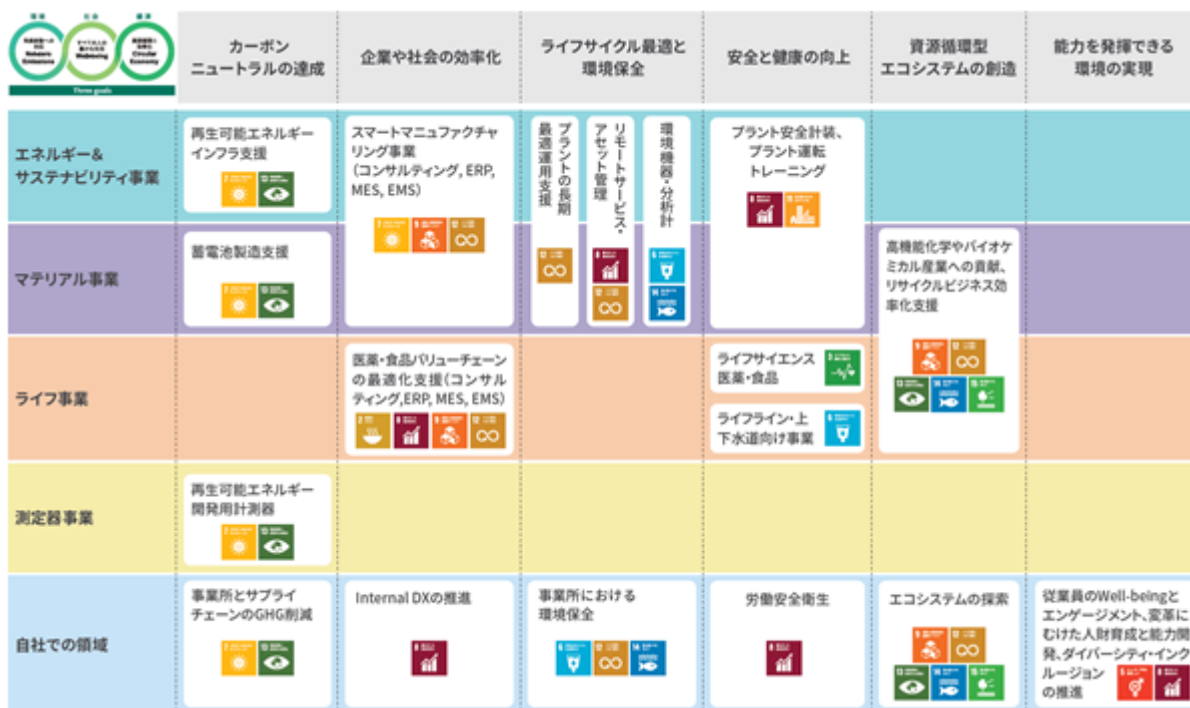 環境 社会 経済
Net-zero
Emissions
Well-being
Circular
Economy
Three goals
カーボン
ニュートラルの達成
企業や社会の効率化
ライフサイクル最適と
環境保全
安全と健康の向上
資源循環型
エコシステムの創造
能力を発揮できる
環境の実現
エネルギー&
サステナビリティ事業
再生可能エネルギー
インフラ支援
スマートマニュファクチャ
リング事業
(コンサルティング, ERP,
MES, EMS)
プラントの長期
最適運用支援
リモートサービス・
アセット管理
環境機器・分析計
プラント安全計装、
プラント運転
トレーニング
マテリアル事業
蓄電池製造支援
高機能化学やバイオケ
ミカル産業への貢献、
リサイクルビジネス効
率化支援
ライフ事業
医薬・食品バリューチェーン
の最適化支援(コンサル
ティング,ERP, MES, EMS)
ライフサイエンス
医薬・食品
ライフライン・上
下水道向け事業
測定器事業
再生可能エネルギー
開発用計測器
自社での領域
事業所とサプライ
チェーンのGHG削減
Internal DXの推進
事業所における
環境保全
労働安全衛生
エコシステムの探索
従業員のWell-beingと
エンゲージメント、変革に
むけた人財育成と能力開
発、ダイバーシティ・インク
ルージョン
の推進